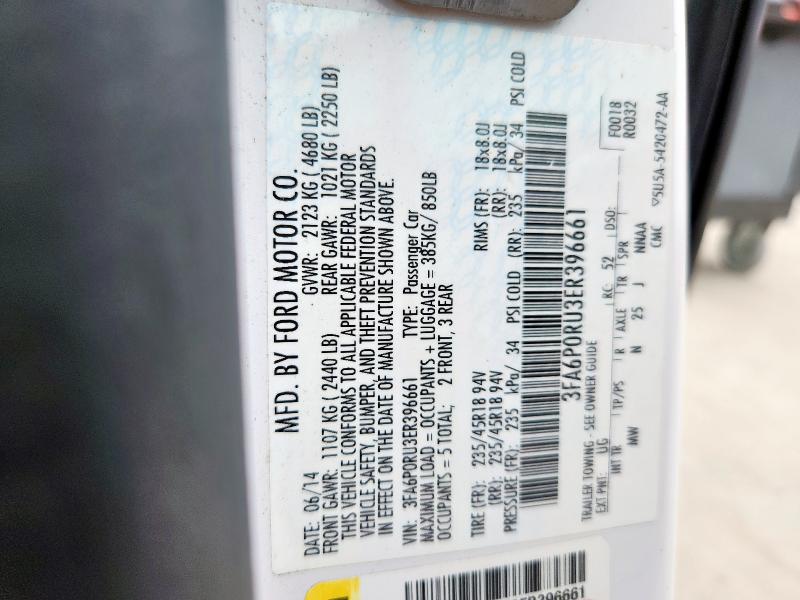 MFD. BY FORD MOTOR CO.
DATE: 06/14 GVWR: 2123 KG ( 4680 LB)
FRONT GAWR: 1107 KG ( 2440 LB) REAR GAWR: 1021 KG ( 2250 LB)
THIS VEHICLE CONFORMS TO ALL APPLICABLE FEDERAL MOTOR
VEHICLE SAFETY, BUMPER, AND THEFT PREVENTION STANDARDS
IN EFFECT ON THE DATE OF MANUFACTURE SHOWN ABOVE.
VIN: 3FA6P0RU3ER396661 TYPE: Passenger Car
MAXIMUM LOAD = OCCUPANTS + LUGGAGE = 385KG/ 850LB
OCCUPANTS = 5 TOTAL; 2 FRONT, 3 REAR
TIRE (FR): 235/45R18 94V RIMS (FR): 18x8.0J
(RR): 235/45R18 94V (RR): 18x8.0J
PRESSURE (FR): 235 kPa/ 34 PSI COLD (RR): 235 kPa/ 34 PSI COLD
3FA6P0RU3ER396661
TRAILER TOWING - SEE OWNER GUIDE
F0018
R0032
EXT PNT: UG RC: 52 DSO:
INT TR TP/PS R AXLE TR SPR
MW N 25 J NNAA
CMC
5U5A-5420472-AA
ER396661